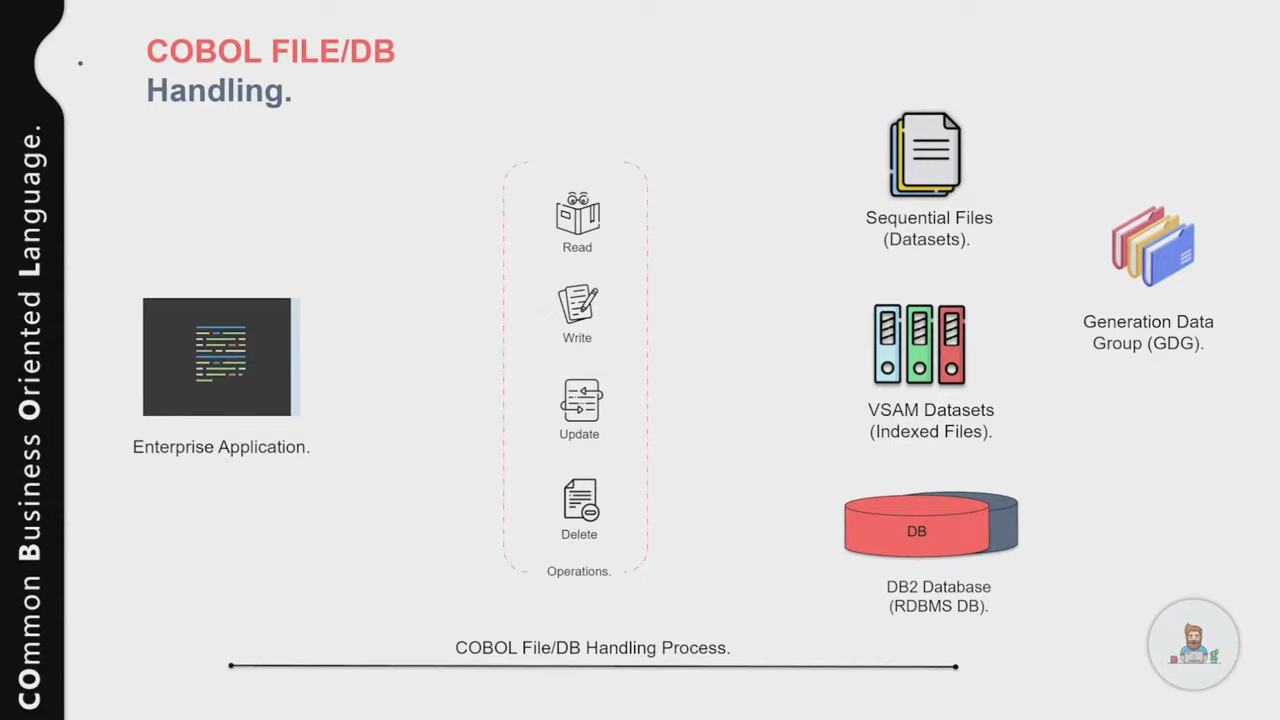 COBOL FILE/DB
Handling.
COmmon Business Oriented Language.
Enterprise Application.
Read
Write
Update
Delete
Operations.
Sequential Files
(Datasets).
VSAM Datasets
(Indexed Files).
DB
DB2 Database
(RDBMS DB).
Generation Data
Group (GDG).
COBOL File/DB Handling Process.